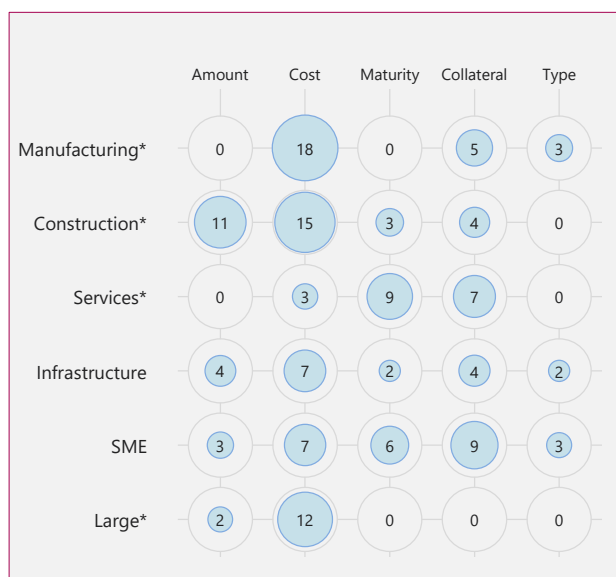 Amount Cost Maturity Collateral Type
Manufacturing* 0 18 0 5 3
Construction* 11 15 3 4 0
Services* 0 3 9 7 0
Infrastructure 4 7 2 4 2
SME 3 7 6 9 3
Large* 2 12 0 0 0